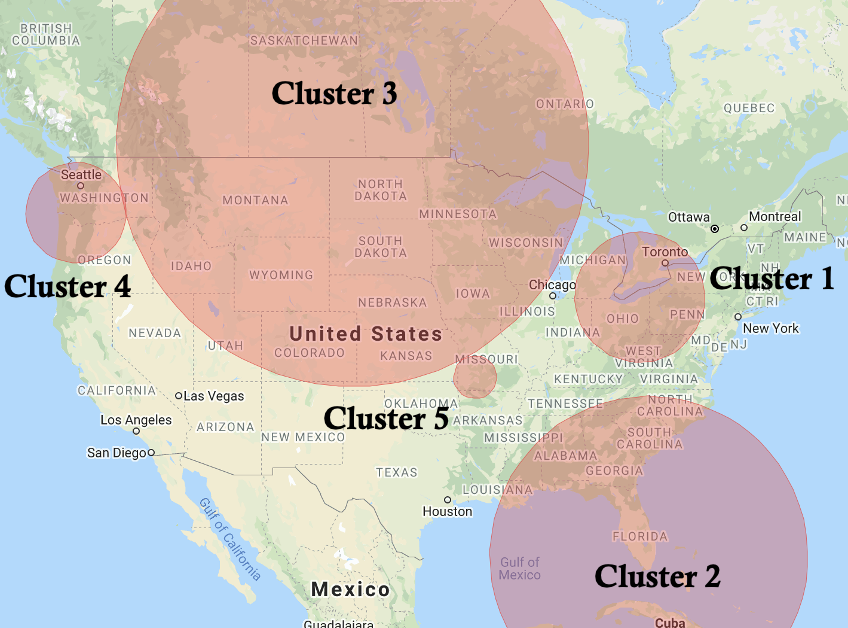 BRITISH
COLUMBIA
SASKATCHEWAN
Cluster 3
ONTARIO
QUEBEC
Seattle
WASHINGTON
MONTANA
NORTH
DAKOTA
MINNESOTA
Ottawa
Montreal
MAINE
VT
NH
OREGON
IDAHO
SOUTH
DAKOTA
WISCONSIN
MICHIGAN
Toronto
NEW
Cluster 1
Cluster 4
WYOMING
IOWA
Chicago
NEBRASKA
ILLINOIS
OHIO
PENN
CT RI
NEVADA
UTAH
United States
COLORADO
KANSAS
MISSOURI
INDIANA
WEST
VIRGINIA
MD
DE
NJ
New York
CALIFORNIA
Las Vegas
KENTUCKY
VIRGINIA
OKLAHOMA
TENNESSEE
NORTH
CAROLINA
Los Angeles
ARIZONA
NEW MEXICO
Cluster 5
ARKANSAS
MISSISSIPPI
SOUTH
CAROLINA
San Diego
ALABAMA
GEORGIA
TEXAS
LOUISIANA
Houston
Gulf of California
FLORIDA
Gulf of
Mexico
Cluster 2
Mexico
Cuba
Guadalajara